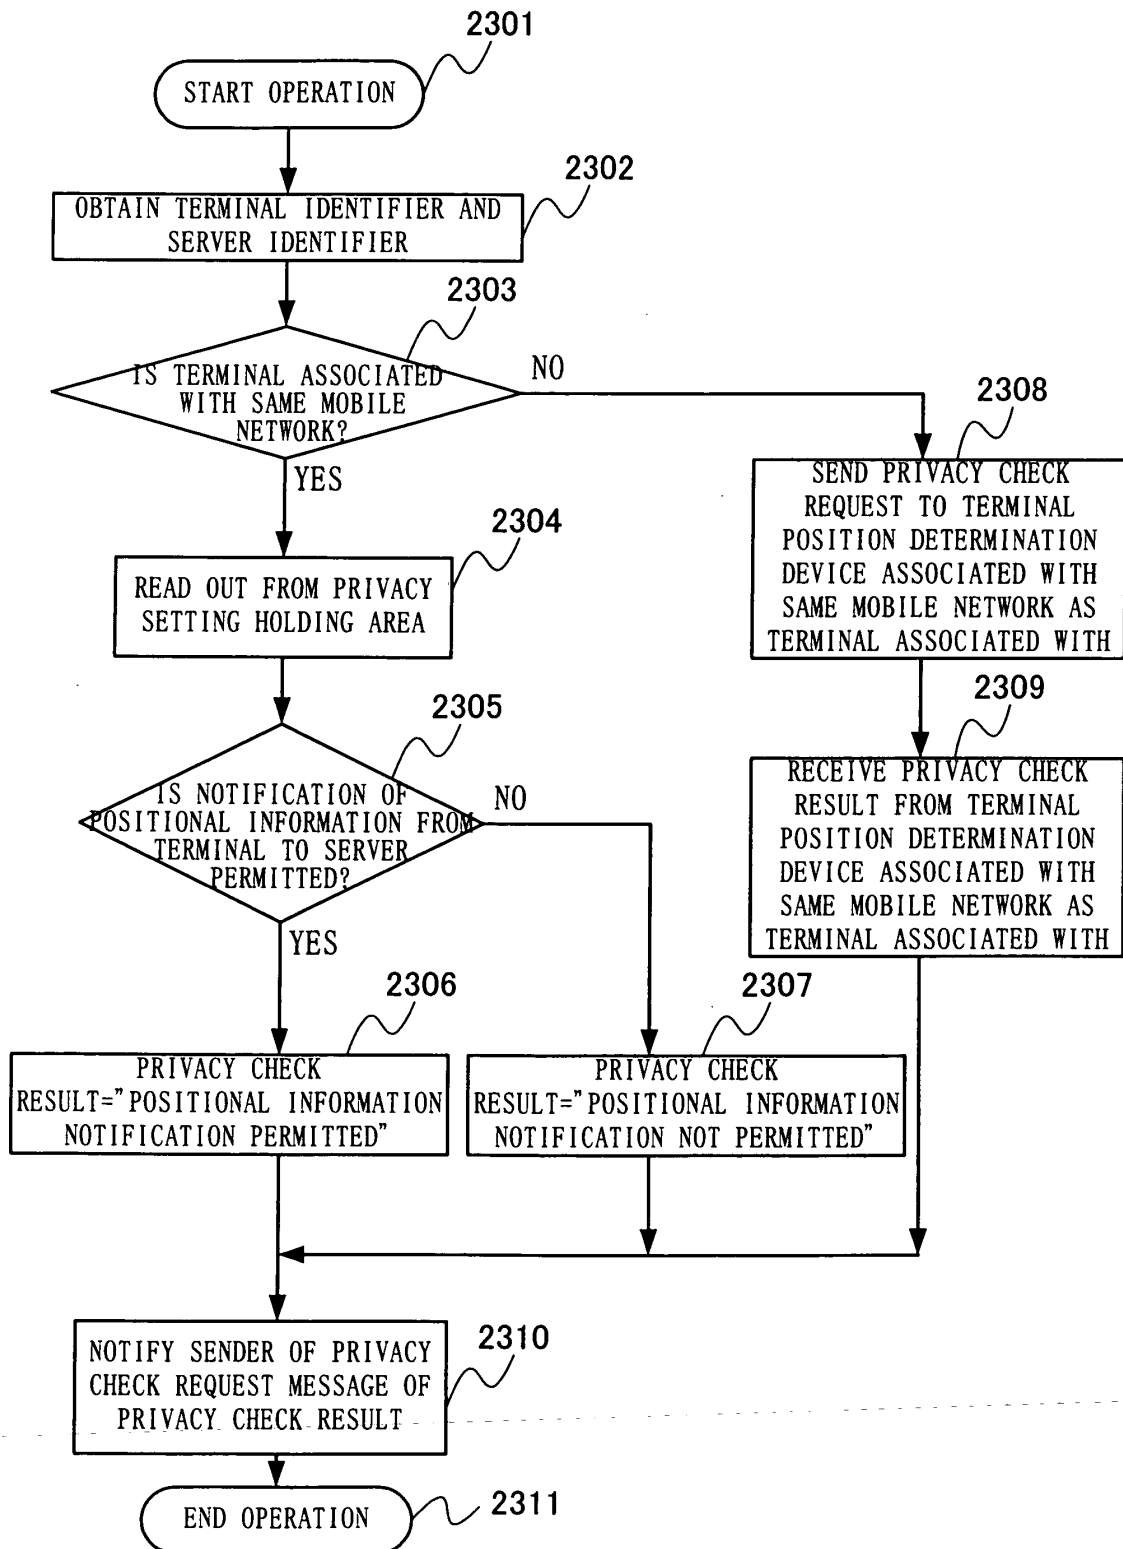 2301
START OPERATION
2302
OBTAIN TERMINAL IDENTIFIER AND
SERVER IDENTIFIER
2303
IS TERMINAL ASSOCIATED
WITH SAME MOBILE
NETWORK?
NO
YES
2308
SEND PRIVACY CHECK
REQUEST TO TERMINAL
POSITION DETERMINATION
DEVICE ASSOCIATED WITH
SAME MOBILE NETWORK AS
TERMINAL ASSOCIATED WITH
2304
READ OUT FROM PRIVACY
SETTING HOLDING AREA
2305
IS NOTIFICATION OF
POSITIONAL INFORMATION FROM
TERMINAL TO SERVER
PERMITTED?
NO
YES
2309
RECEIVE PRIVACY CHECK
RESULT FROM TERMINAL
POSITION DETERMINATION
DEVICE ASSOCIATED WITH
SAME MOBILE NETWORK AS
TERMINAL ASSOCIATED WITH
2306
PRIVACY CHECK
RESULT="POSITIONAL INFORMATION
NOTIFICATION PERMITTED"
2307
PRIVACY CHECK
RESULT="POSITIONAL INFORMATION
NOTIFICATION NOT PERMITTED"
2310
NOTIFY SENDER OF PRIVACY
CHECK REQUEST MESSAGE OF
PRIVACY CHECK RESULT
END OPERATION
2311